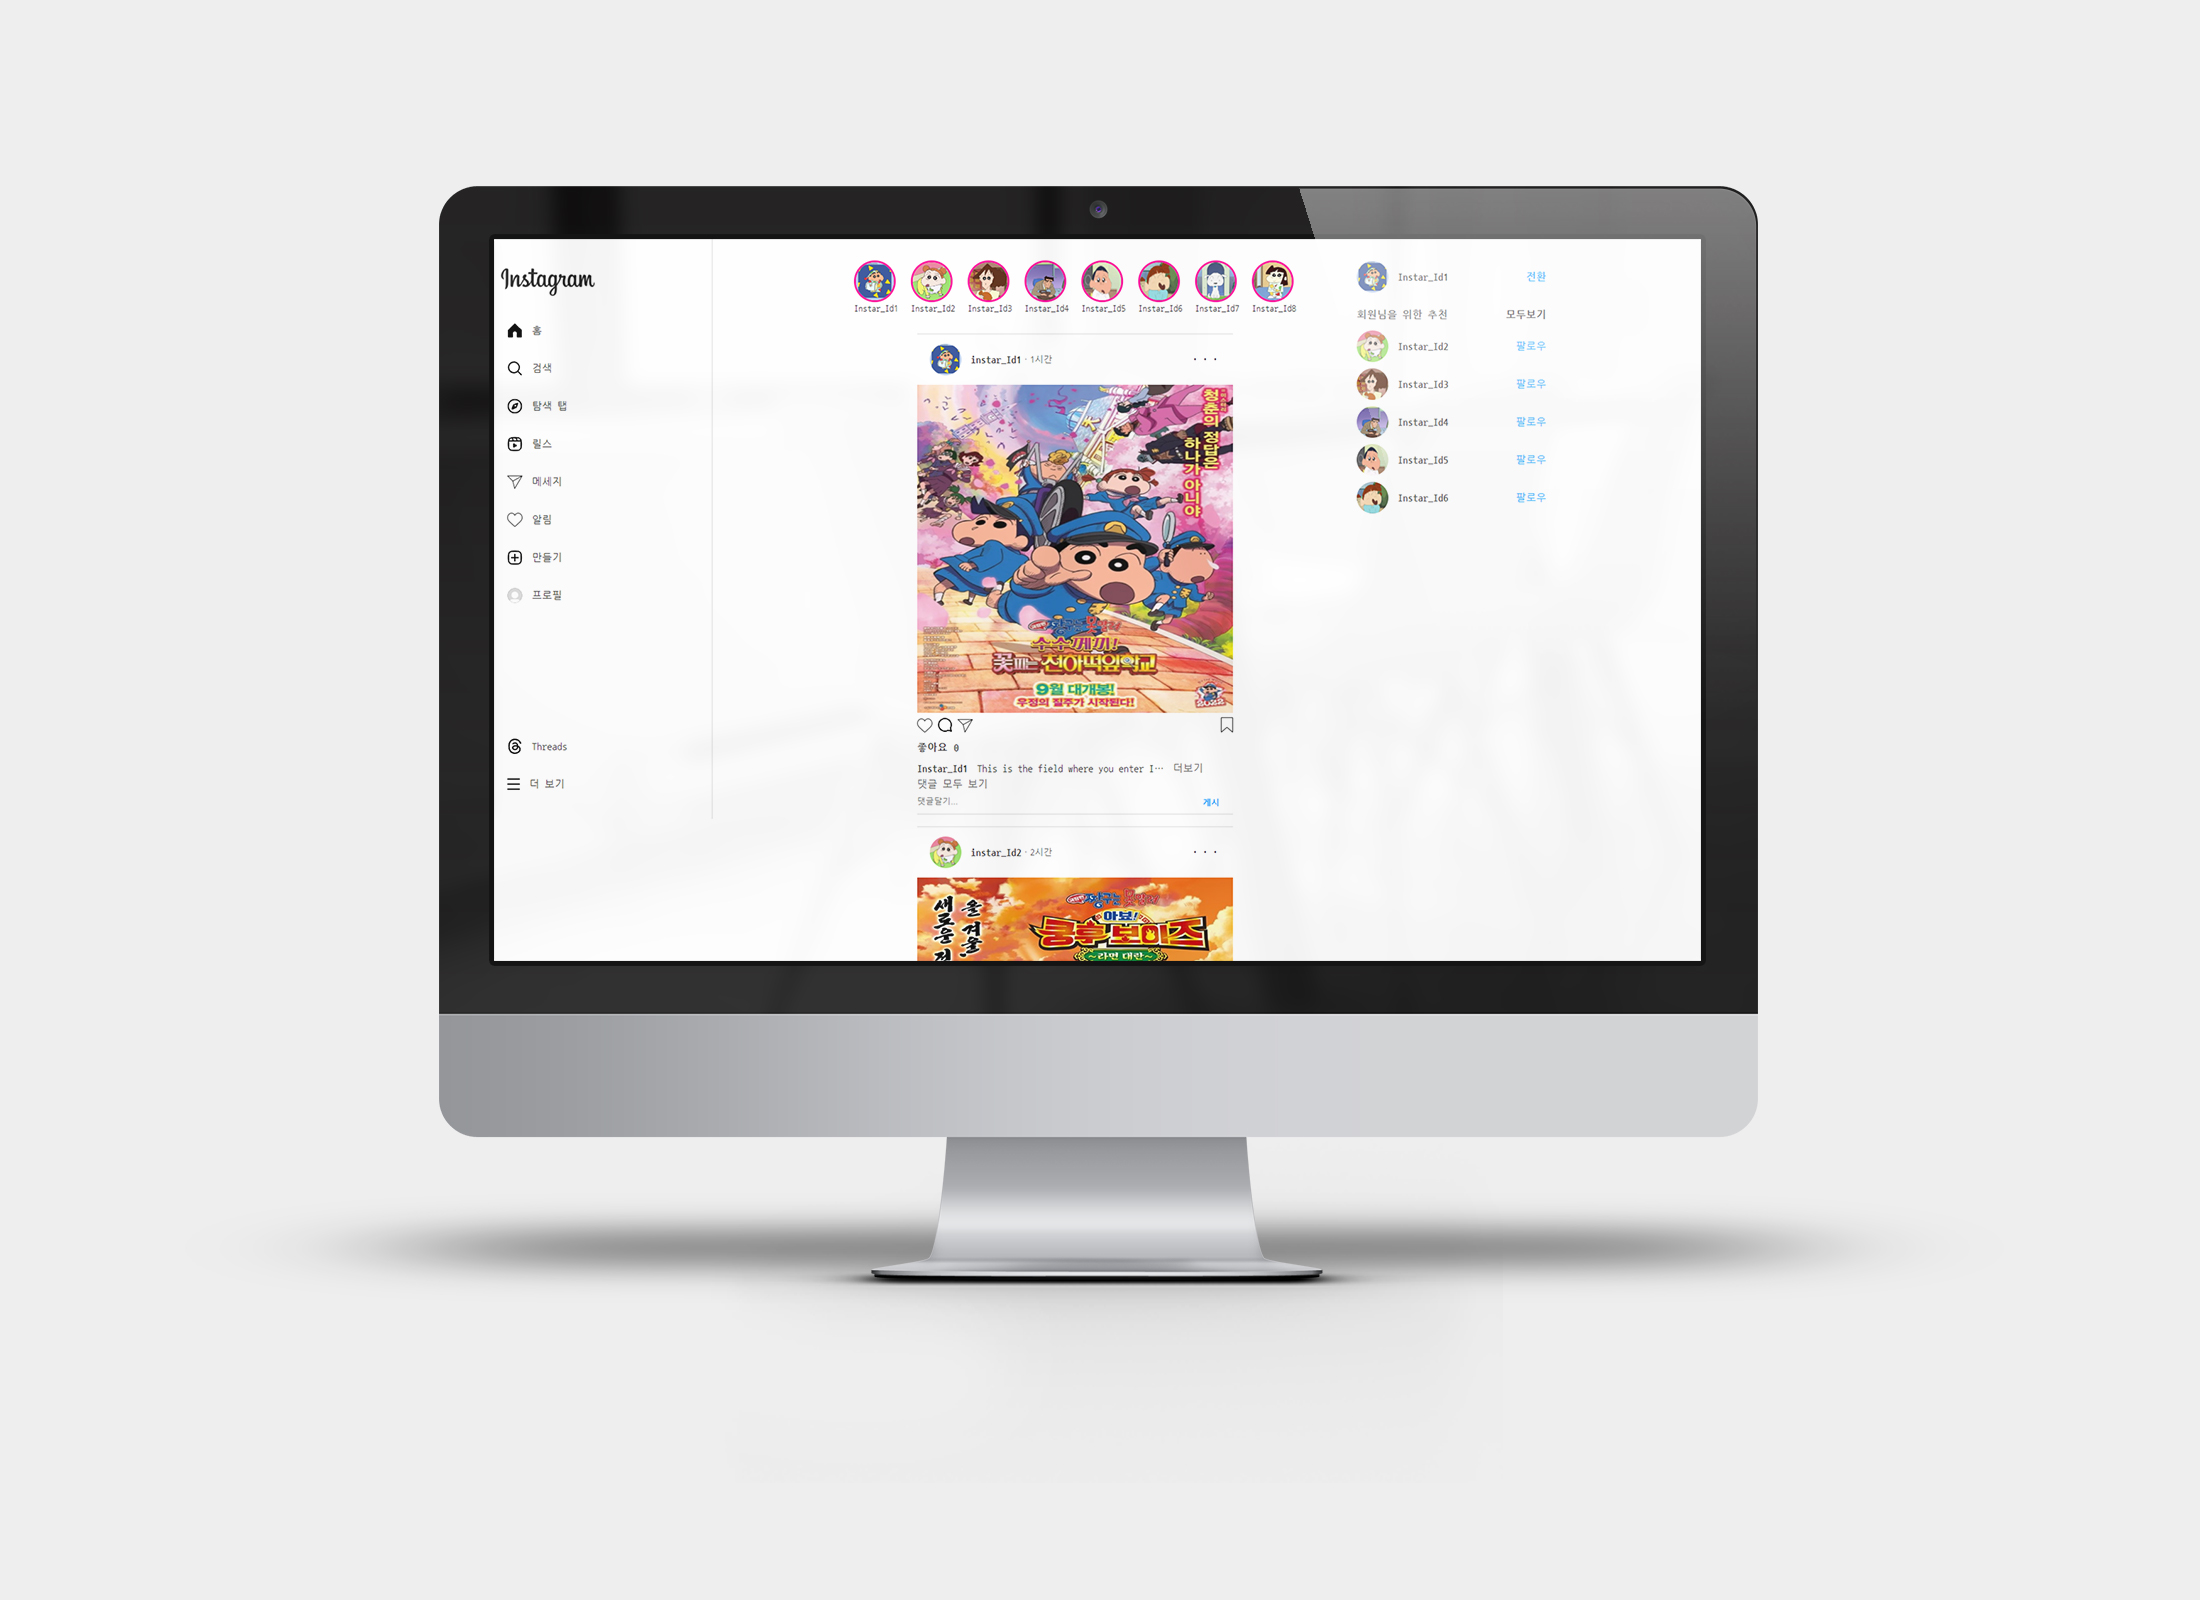 Instagram
홈
검색
탐색 탭
릴스
메세지
알림
만들기
프로필
Threads
더 보기
Instar_Id1 Instar_Id2 Instar_Id3 Instar_Id4 Instar_Id5 Instar_Id6 Instar_Id7 Instar_Id8
instar_Id1 · 1시간 ···
청춘의 정답은
하나가 아니야
수수께끼!
꽃피는 천하떡잎학교
9월 대개봉!
우정의 질주가 시작된다!
2022
좋아요 0
Instar_Id1 This is the field where you enter I… 더보기
댓글 모두 보기
댓글달기... 게시
instar_Id2 · 2시간 ···
올 겨울,
새로운
짱구는 못말려
아뵤!
쿵후 보이즈
~라면 대란~
Instar_Id1 전환
회원님을 위한 추천 모두보기
Instar_Id2 팔로우
Instar_Id3 팔로우
Instar_Id4 팔로우
Instar_Id5 팔로우
Instar_Id6 팔로우